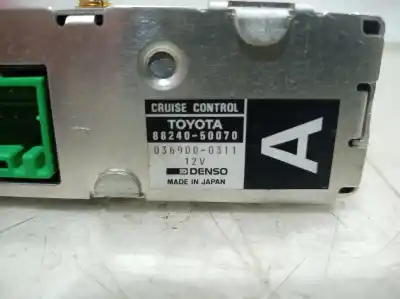 CRUISE CONTROL
TOYOTA
88240-50070
036900-0311
12V
DENSO
MADE IN JAPAN
A